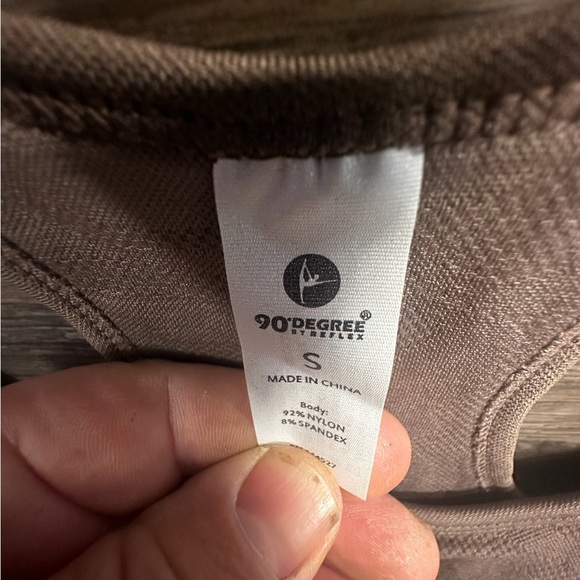 90°DEGREE®
BY REFLEX
S
MADE IN CHINA
Body:
92% NYLON
8% SPANDEX